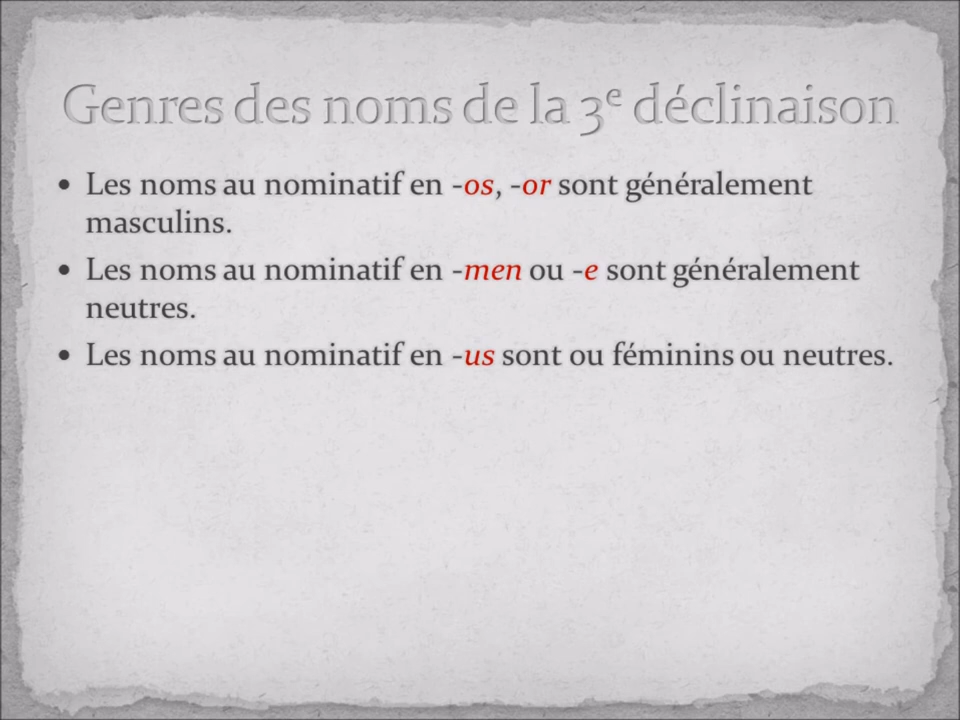 Genres des noms de la 3e déclinaison
• Les noms au nominatif en -os, -or sont généralement
masculins.
• Les noms au nominatif en -men ou -e sont généralement
neutres.
• Les noms au nominatif en -us sont ou féminins ou neutres.